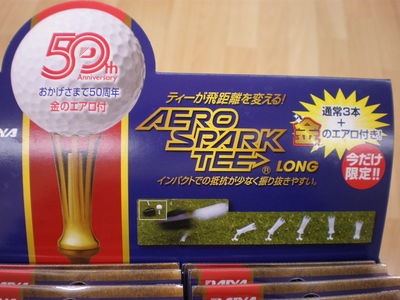 50th
Anniversary
おかげさまで50周年
金のエアロ付
ティーが飛距離を変える!
AERO
SPARK
TEE
® LONG
インパクトでの抵抗が少なく振り抜きやすい。
通常3本
+
金のエアロ付き!
今だけ
限定!!
DAIYA